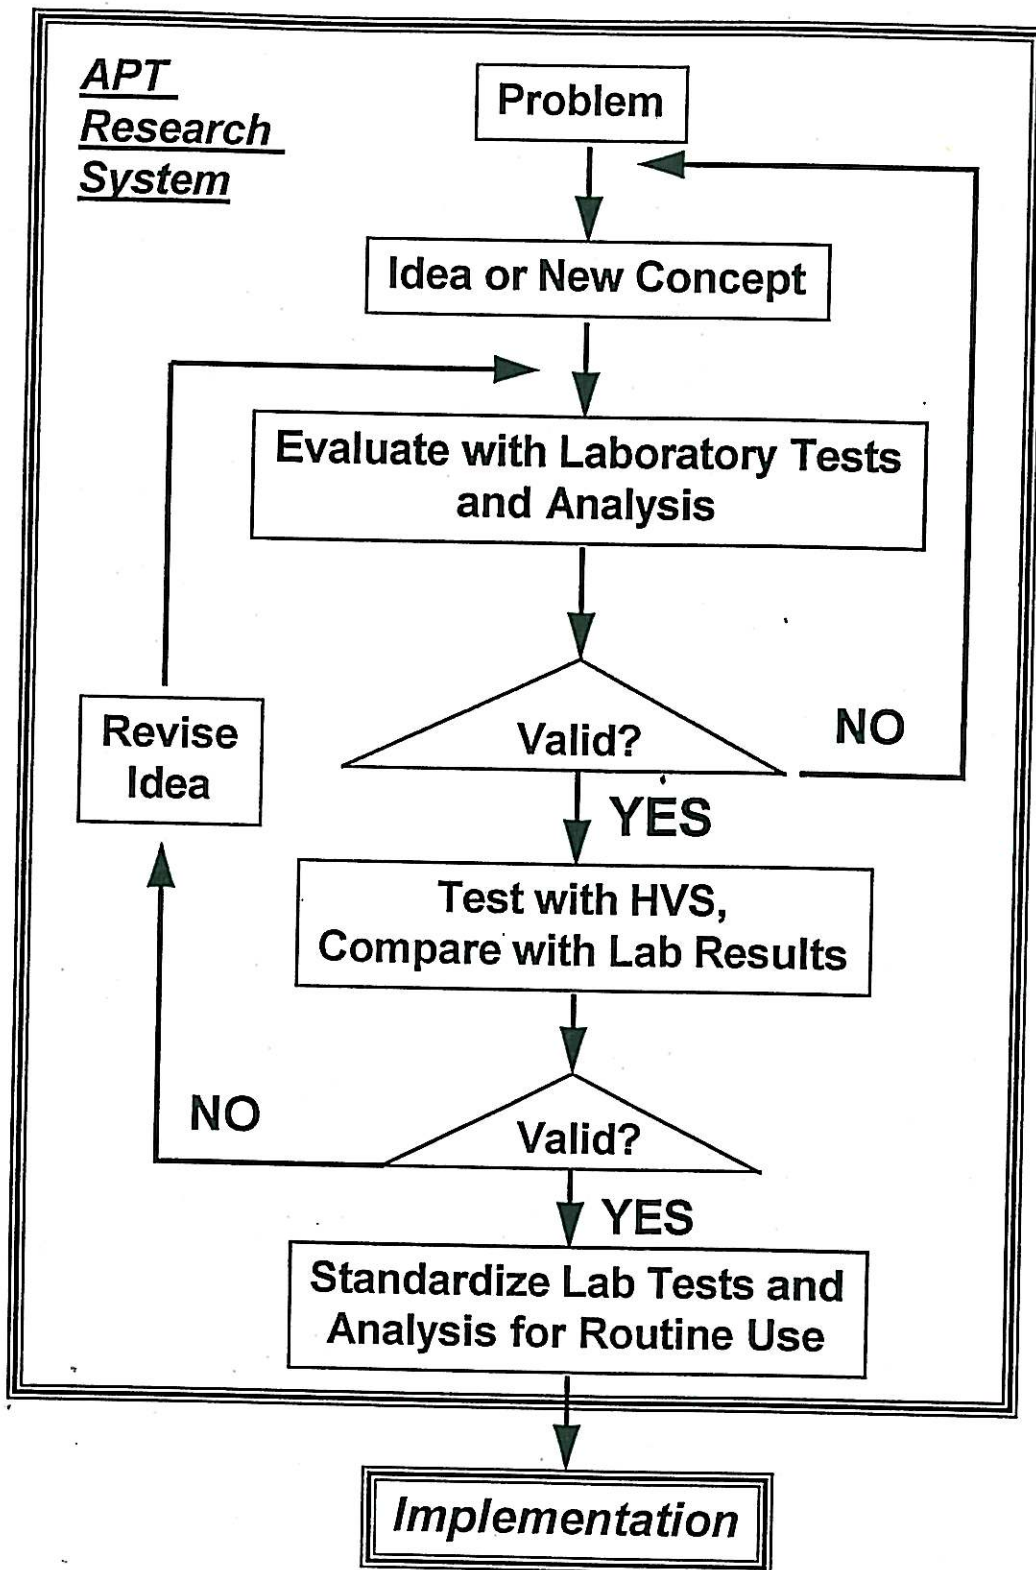 APT
Research
System
Problem
Idea or New Concept
Evaluate with Laboratory Tests
and Analysis
Valid?
NO
YES
Revise
Idea
Test with HVS,
Compare with Lab Results
Valid?
NO
YES
Standardize Lab Tests and
Analysis for Routine Use
Implementation